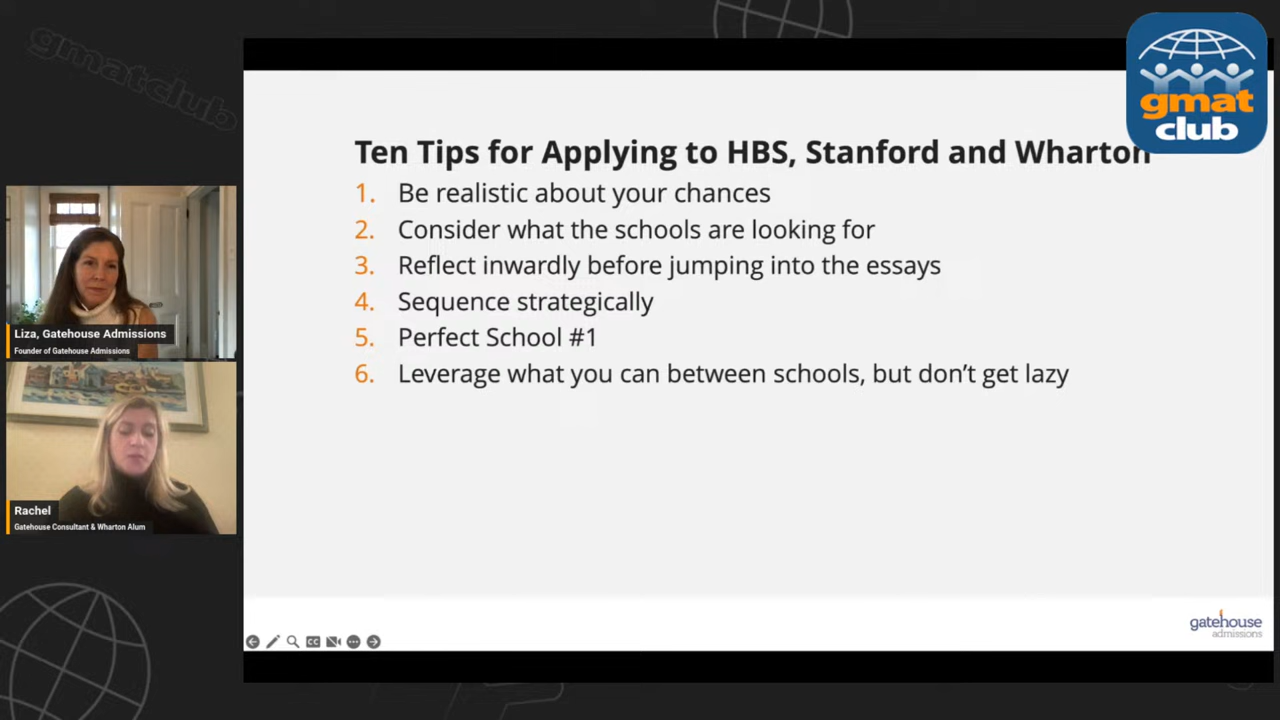 gmatclub
gmat
club
Ten Tips for Applying to HBS, Stanford and Wharton
1. Be realistic about your chances
2. Consider what the schools are looking for
3. Reflect inwardly before jumping into the essays
4. Sequence strategically
5. Perfect School #1
6. Leverage what you can between schools, but don’t get lazy
Liza, Gatehouse Admissions
Founder of Gatehouse Admissions
Rachel
Gatehouse Consultant & Wharton Alum
CC
gatehouse
admissions